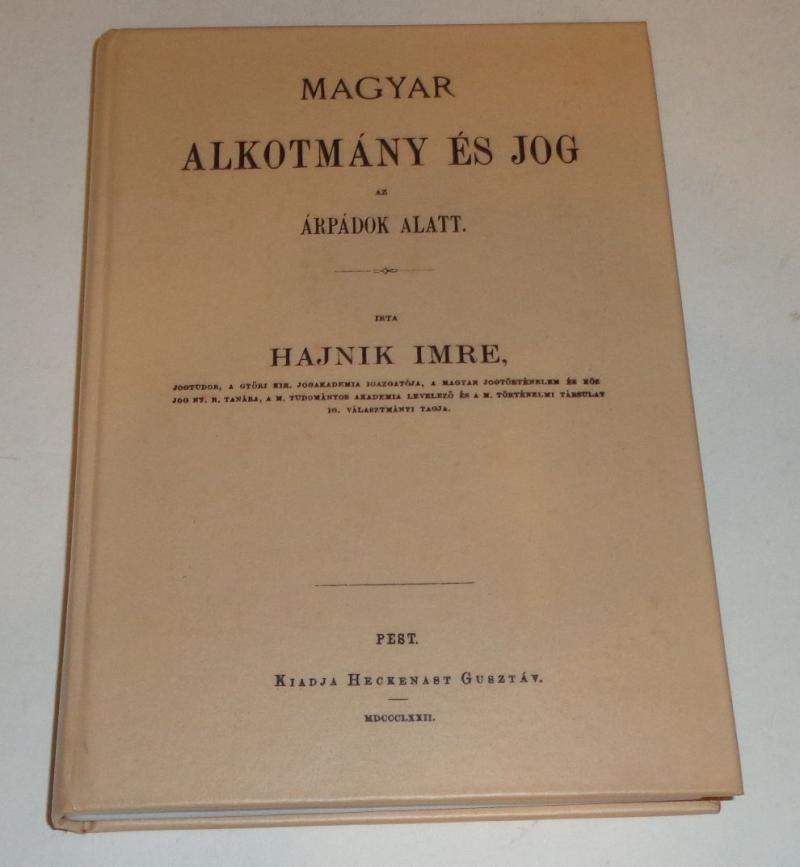 MAGYAR
ALKOTMÁNY ÉS JOG
AZ
ÁRPÁDOK ALATT.
IRTA
HAJNIK IMRE,
JOGTUDOR, A GYŐRI KIR. JOGAKADEMIA IGAZGATÓJA, A MAGYAR JOGTÖRTÉNELEM ÉS KÖZ
JOG NY. R. TANÁRA, A M. TUDOMÁNYOS AKADEMIA LEVELEZŐ ÉS A M. TÖRTÉNELMI TÁRSULAT
IG. VÁLASZTMÁNYI TAGJA.
PEST.
KIADJA HECKENAST GUSZTÁV.
MDCCCLXXII.